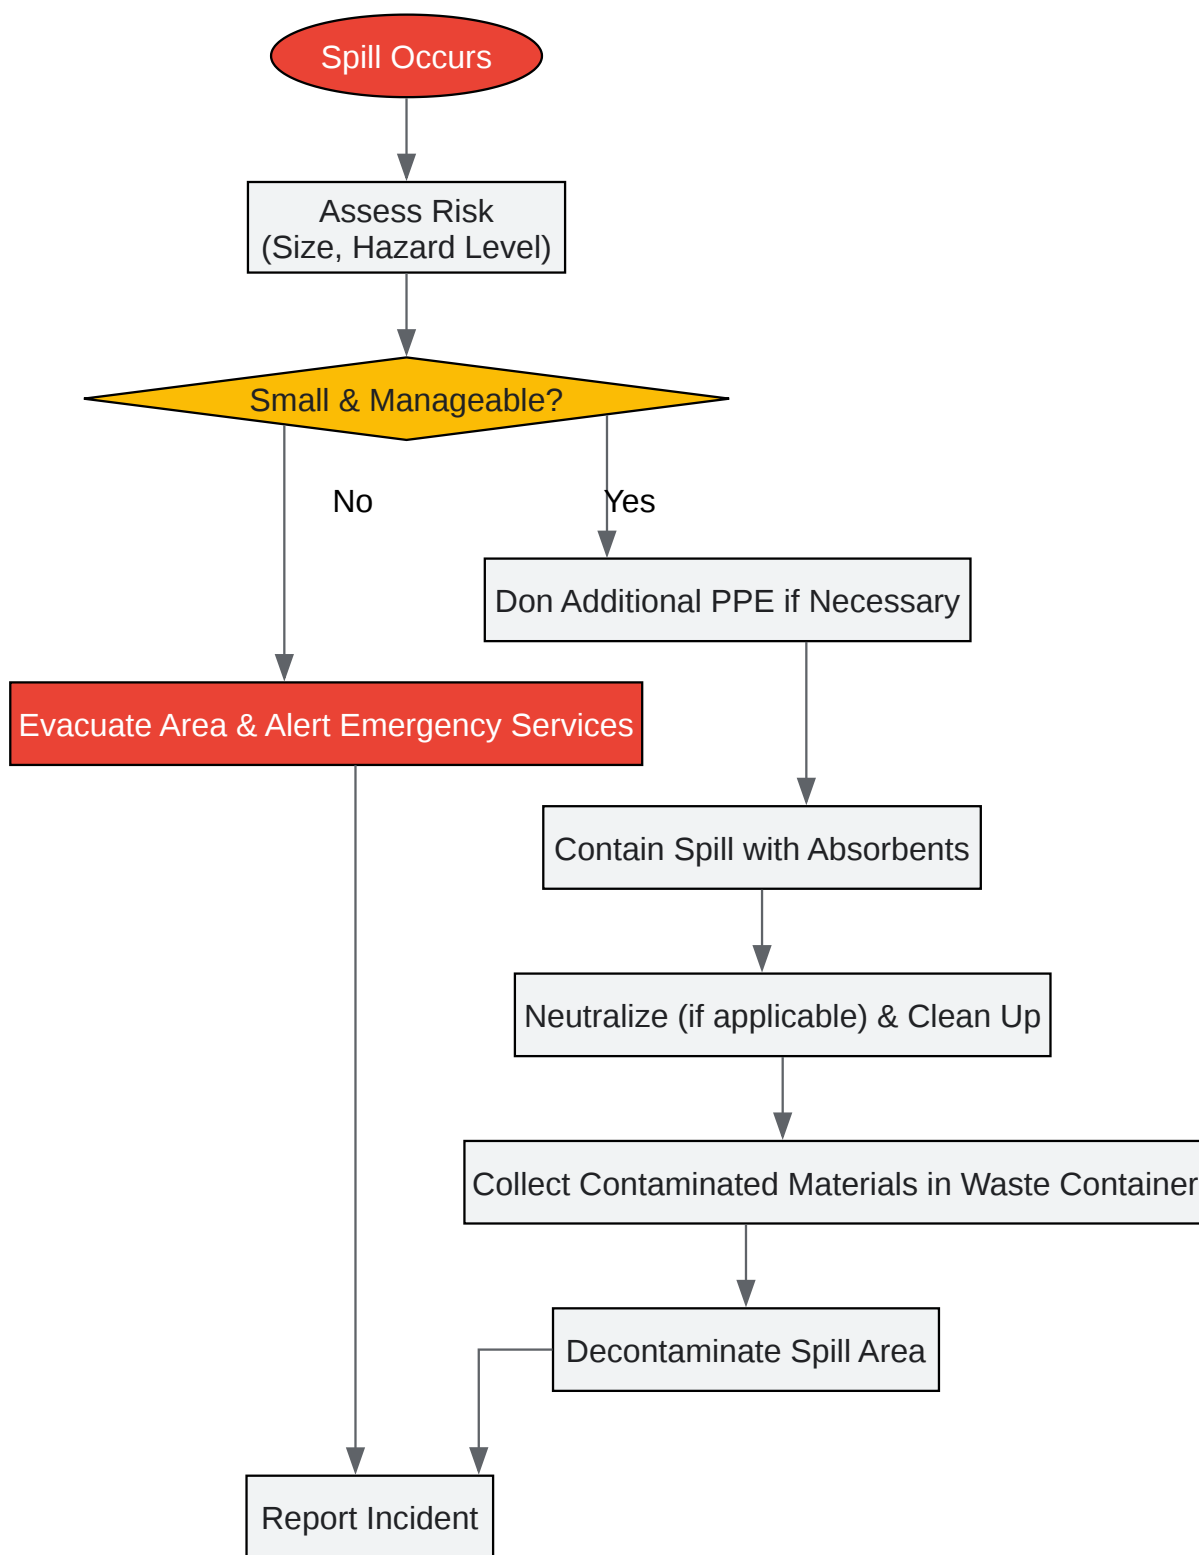 Spill Occurs
Assess Risk
(Size, Hazard Level)
Small & Manageable?
No
Yes
Don Additional PPE if Necessary
Evacuate Area & Alert Emergency Services
Contain Spill with Absorbents
Neutralize (if applicable) & Clean Up
Collect Contaminated Materials in Waste Container
Decontaminate Spill Area
Report Incident